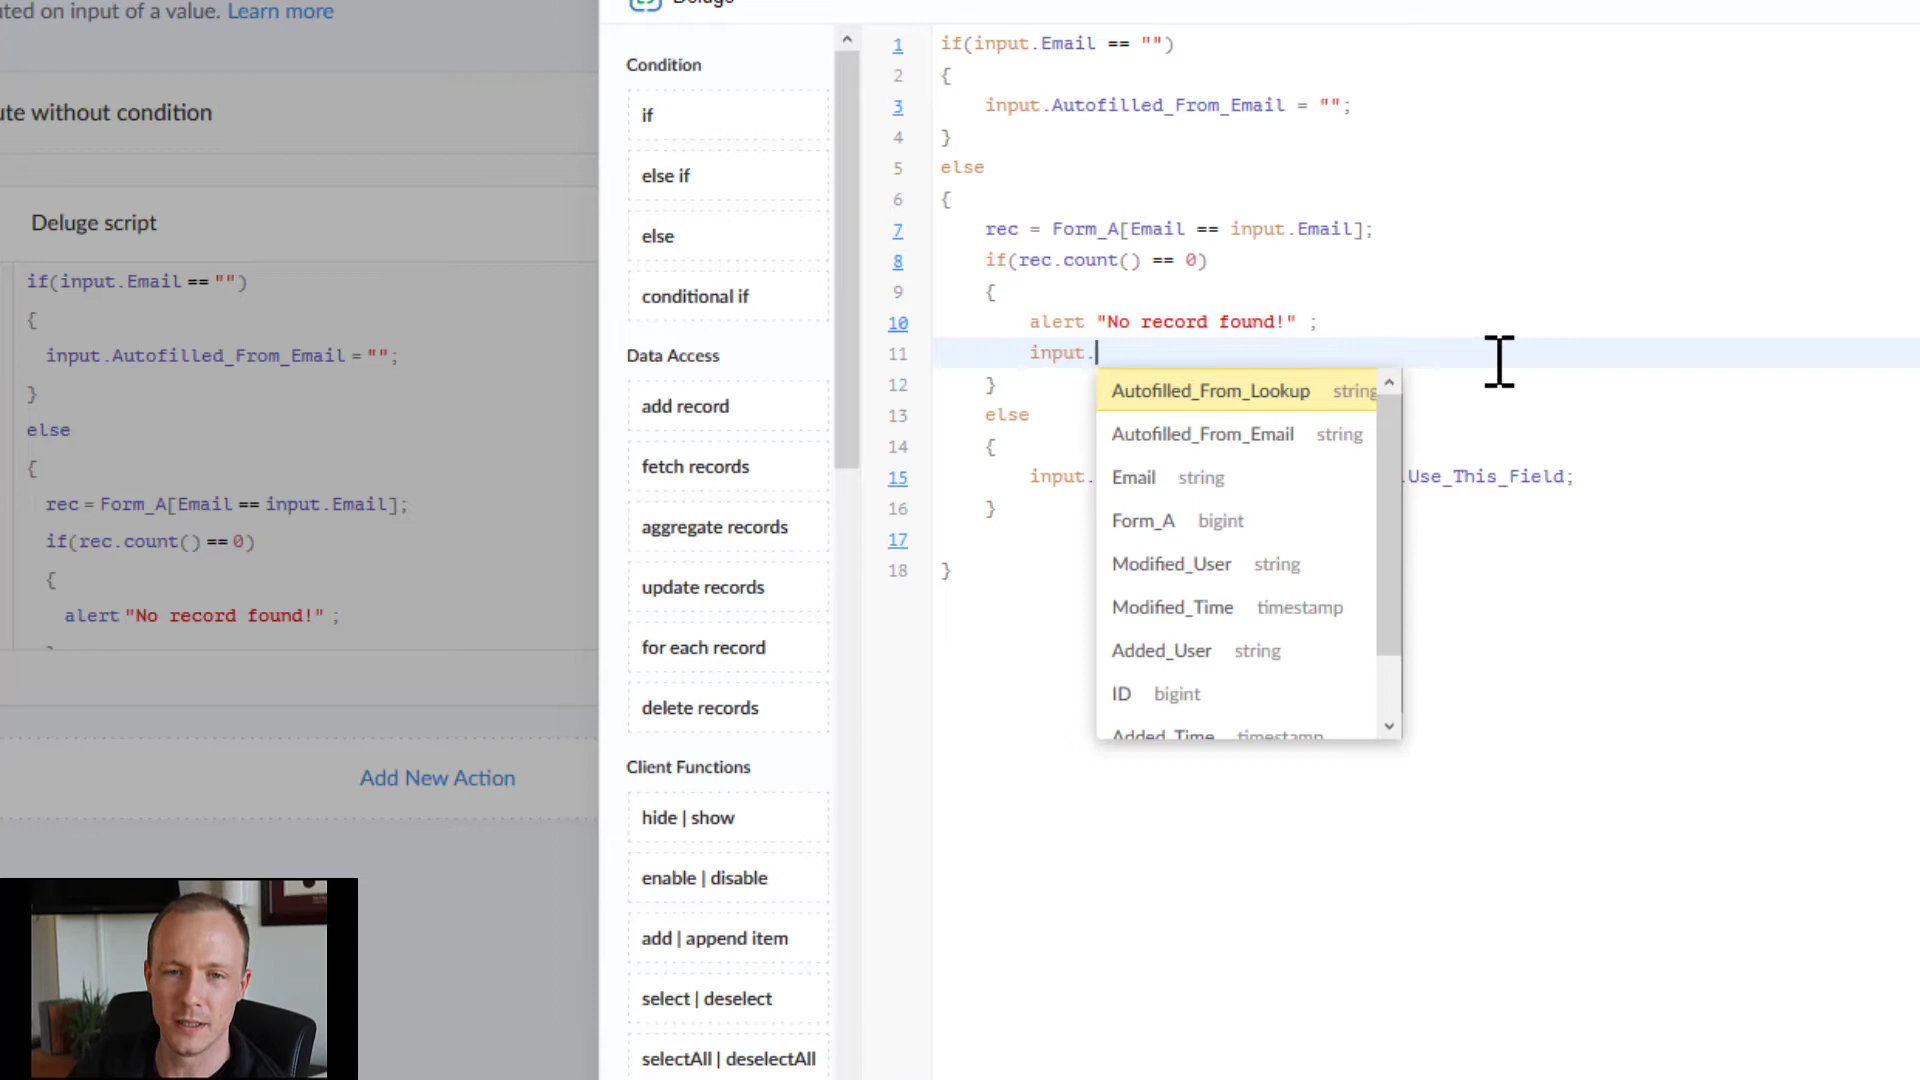 uted on input of a value. Learn more
ute without condition
Deluge script
if(input.Email == "")
{
input.Autofilled_From_Email = "";
}
else
{
rec = Form_A[Email == input.Email];
if(rec.count() == 0)
{
alert "No record found!" ;
Add New Action
Deluge
Condition
if
else if
else
conditional if
Data Access
add record
fetch records
aggregate records
update records
for each record
delete records
Client Functions
hide | show
enable | disable
add | append item
select | deselect
selectAll | deselectAll
1 if(input.Email == "")
2 {
3 input.Autofilled_From_Email = "";
4 }
5 else
6 {
7 rec = Form_A[Email == input.Email];
8 if(rec.count() == 0)
9 {
10 alert "No record found!" ;
11 input.
12 }
13 else
14 {
15 input. .Use_This_Field;
16 }
17
18 }
Autofilled_From_Lookup string
Autofilled_From_Email string
Email string
Form_A bigint
Modified_User string
Modified_Time timestamp
Added_User string
ID bigint
Added_Time timestamp